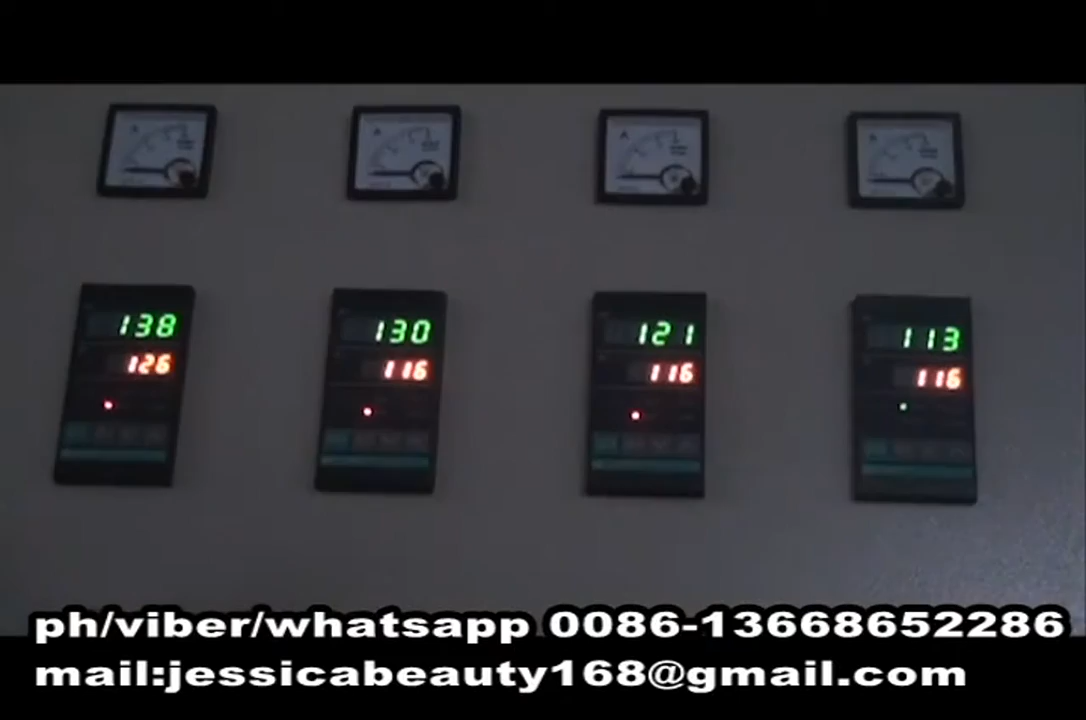 A A A A
138 130 121 113
126 116 116 116
ph/viber/whatsapp 0086-13668652286
mail:jessicabeauty168@gmail.com